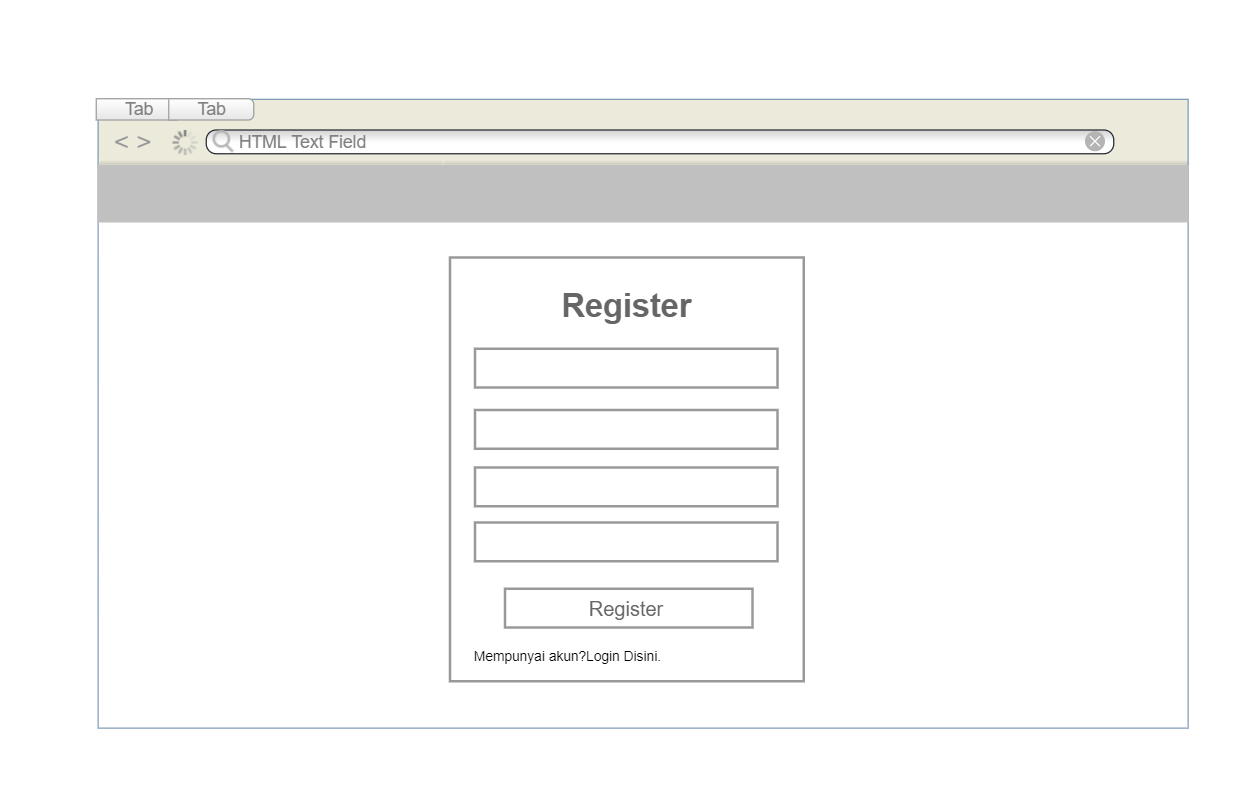 Tab Tab
< > HTML Text Field
Register
Register
Mempunyai akun?Login Disini.